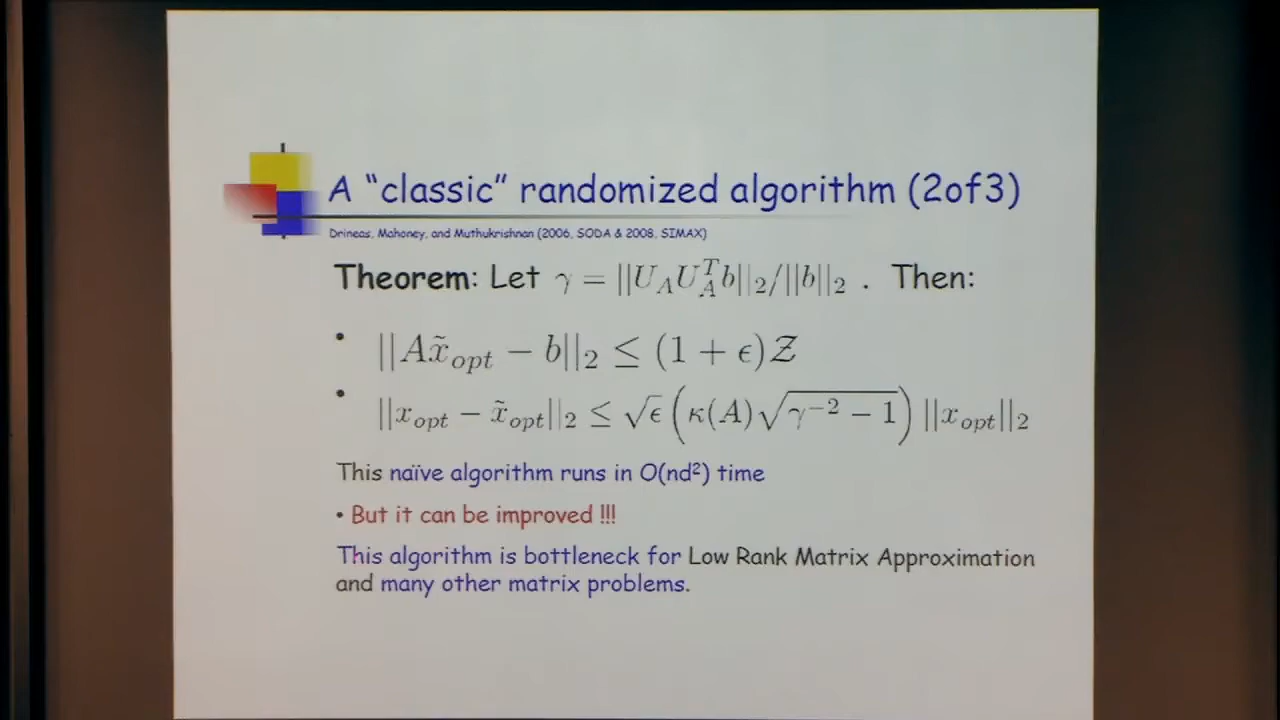 A “classic” randomized algorithm (2of3)
Drineas, Mahoney, and Muthukrishnan (2006, SODA & 2008, SIMAX)
Theorem: Let γ = ||U_A U_A^T b||_2/||b||_2 . Then:
• ||Ax̃_opt − b||_2 ≤ (1 + ϵ)𝒵
• ||x_opt − x̃_opt||_2 ≤ √ϵ (κ(A)√(γ^−2 − 1)) ||x_opt||_2
This naïve algorithm runs in O(nd²) time
• But it can be improved !!!
This algorithm is bottleneck for Low Rank Matrix Approximation
and many other matrix problems.